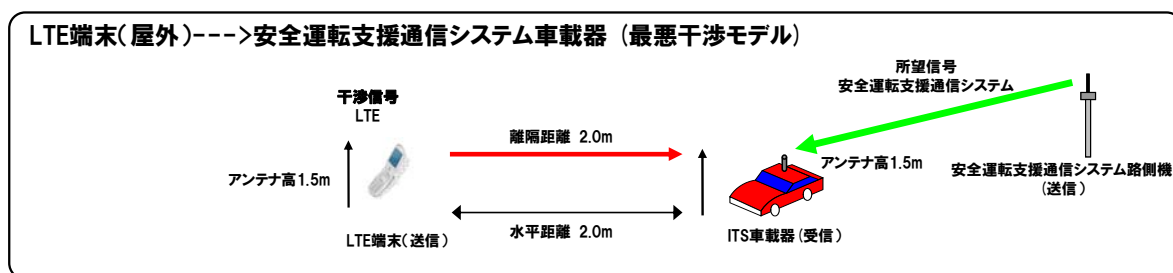 LTE端末(屋外)--->安全運転支援通信システム車載器 (最悪干渉モデル)
所望信号
安全運転支援通信システム
干渉信号
LTE
離隔距離 2.0m
アンテナ高1.5m
アンテナ高1.5m
安全運転支援通信システム路側機
(送信)
水平距離 2.0m
LTE端末(送信)
ITS車載器(受信)